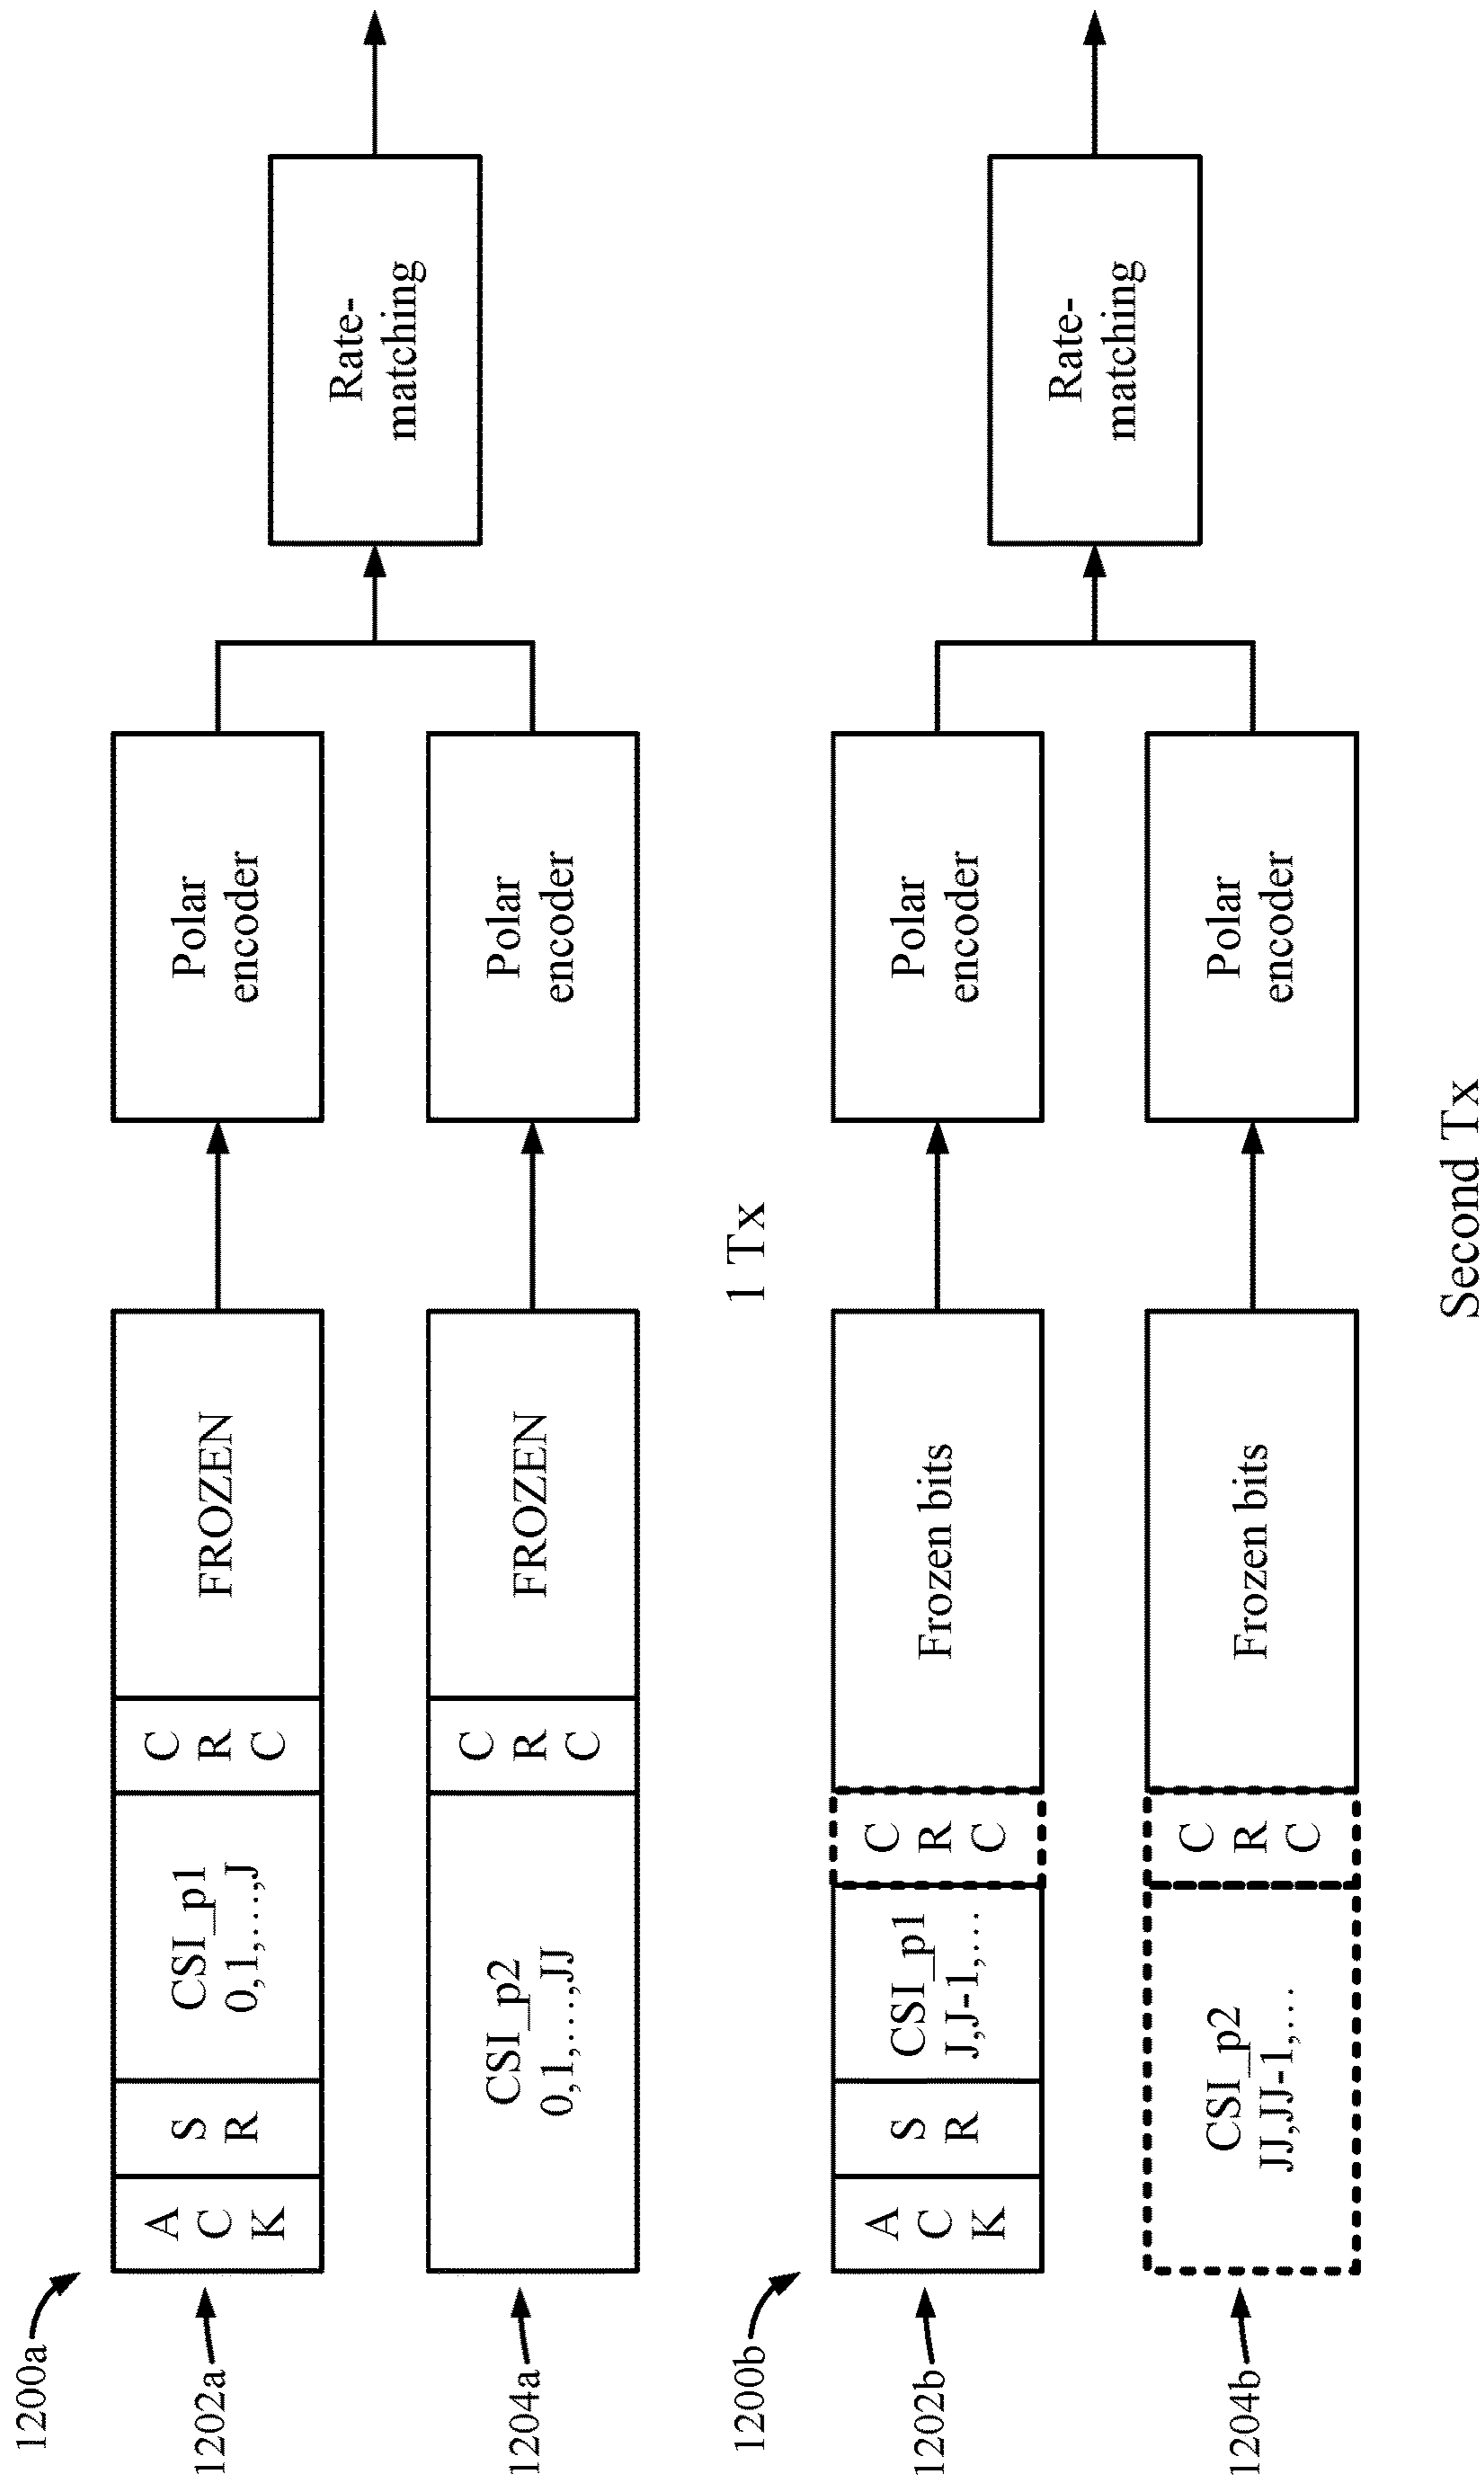 1200a
1202a
A
C
K
S
R
CSI_p1
0,1,...,J
C
R
C
FROZEN
Polar
encoder
1204a
CSI_p2
0,1,...,JJ
C
R
C
FROZEN
Polar
encoder
Rate-
matching
1 Tx
1200b
1202b
A
C
K
S
R
CSI_p1
J,J-1,...
C
R
C
Frozen bits
Polar
encoder
1204b
CSI_p2
JJ,JJ-1,...
C
R
C
Frozen bits
Polar
encoder
Rate-
matching
Second Tx